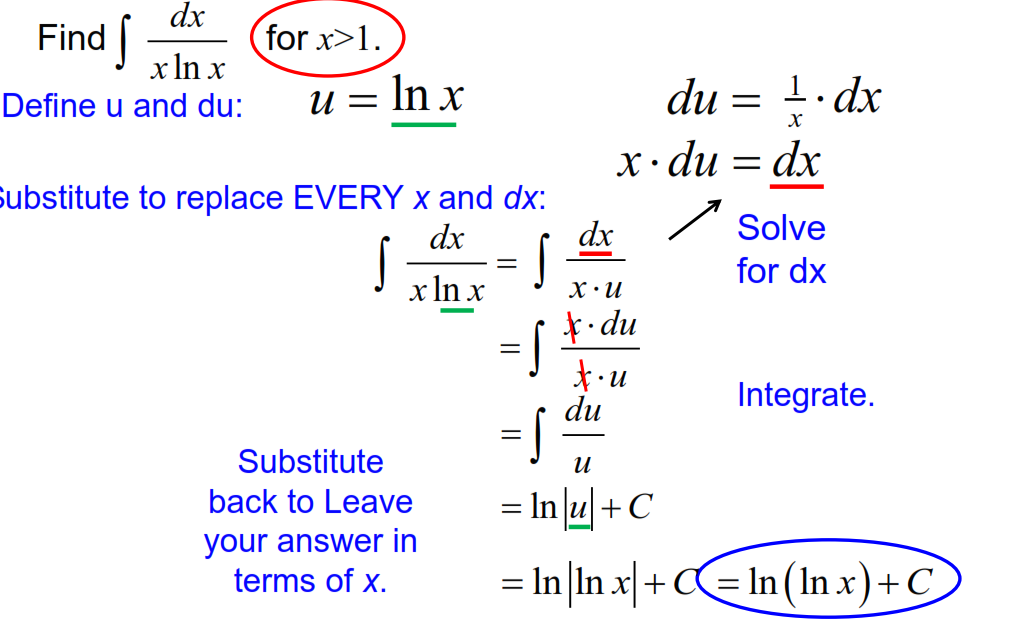 Find ∫ dx / (x ln x) for x>1.
Define u and du: u = ln x du = 1/x · dx
x · du = dx
Substitute to replace EVERY x and dx:
Solve
for dx
∫ dx / (x ln x) = ∫ dx / (x · u)
= ∫ (x · du) / (x · u)
Integrate.
= ∫ du / u
Substitute
back to Leave
your answer in
terms of x.
= ln|u| + C
= ln|ln x| + C = ln(ln x) + C